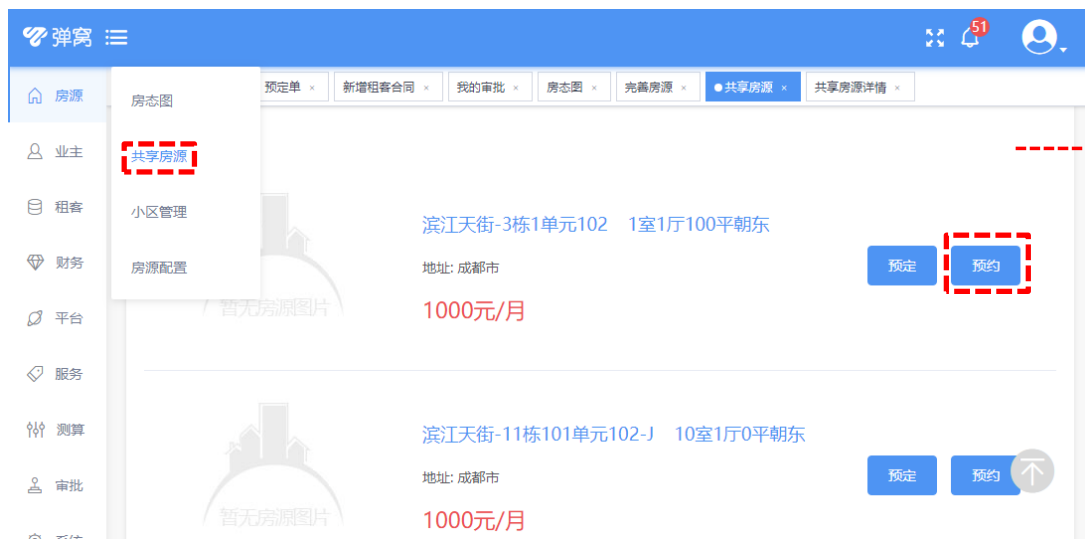 弹窝
51
房源
业主
租客
财务
平台
服务
测算
审批
系统
房态图
共享房源
小区管理
房源配置
预定单 × 新增租客合同 × 我的审批 × 房态图 × 完善房源 × 共享房源 × 共享房源详情 ×
暂无房源图片
滨江天街-3栋1单元102 1室1厅100平朝东
地址: 成都市
1000元/月
预定 预约
暂无房源图片
滨江天街-11栋101单元102-J 10室1厅0平朝东
地址: 成都市
1000元/月
预定 预约